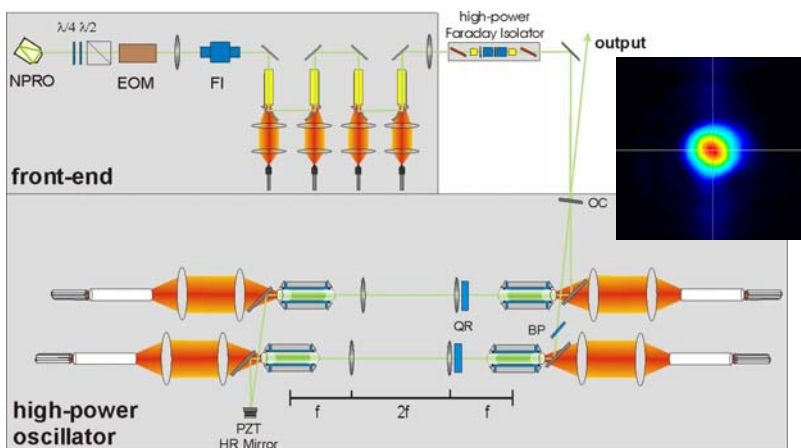 high-power
Faraday Isolator
output
λ/4 λ/2
NPRO
EOM
FI
front-end
OC
QR
BP
f
2f
f
high-power
oscillator
PZT
HR Mirror